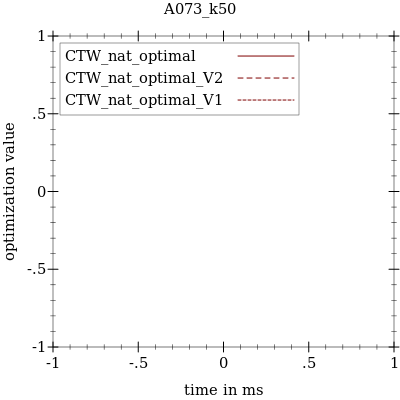 A073_k50
CTW_nat_optimal
CTW_nat_optimal_V2
CTW_nat_optimal_V1
optimization value
1
.5
0
-.5
-1
-1 -.5 0 .5 1
time in ms